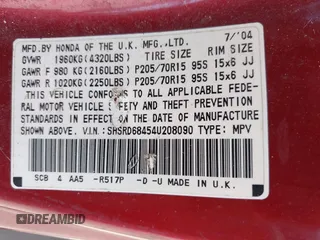 MFD.BY HONDA OF THE U.K. MFG.,LTD. 7/'04
GVWR 1960KG(4320LBS) TIRE SIZE RIM SIZE
GAWR F 980 KG(2160LBS) P205/70R15 95S 15x6 JJ
GAWR R 1020KG(2250LBS) P205/70R15 95S 15x6 JJ
THIS VEHICLE CONFORMS TO ALL APPLICABLE FEDE-
RAL MOTOR VEHICLE SAFETY AND THEFT PREVENTION
STANDARDS IN EFFECT ON THE DATE OF MANUFACTURE
SHOWN ABOVE. V.I.N: SHSRD68454U208090 TYPE: MPV
SCB 4 AA5 -R517P -D -U MADE IN U.K.
DREAMBID